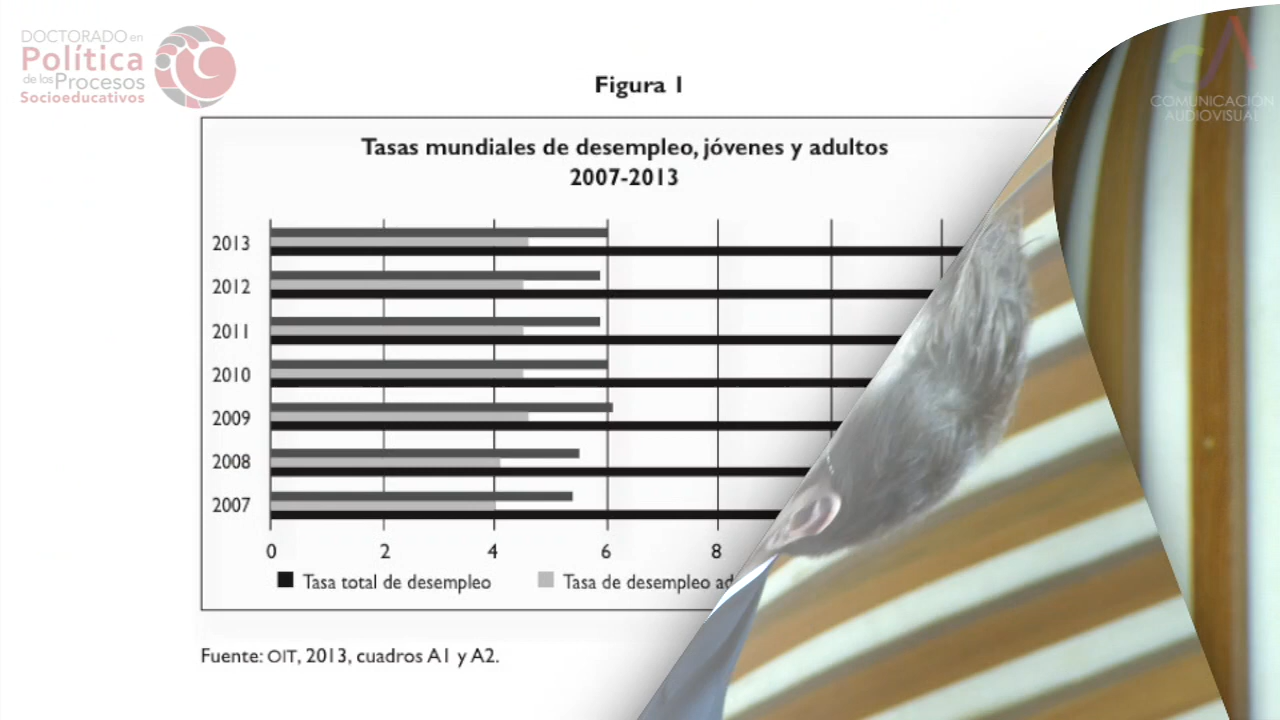 DOCTORADO en
Política
de los Procesos
Socioeducativos
COMUNICACIÓN
AUDIOVISUAL
Figura 1
Tasas mundiales de desempleo, jóvenes y adultos
2007-2013
2013
2012
2011
2010
2009
2008
2007
0 2 4 6 8
Tasa total de desempleo Tasa de desempleo ad
Fuente: OIT, 2013, cuadros A1 y A2.